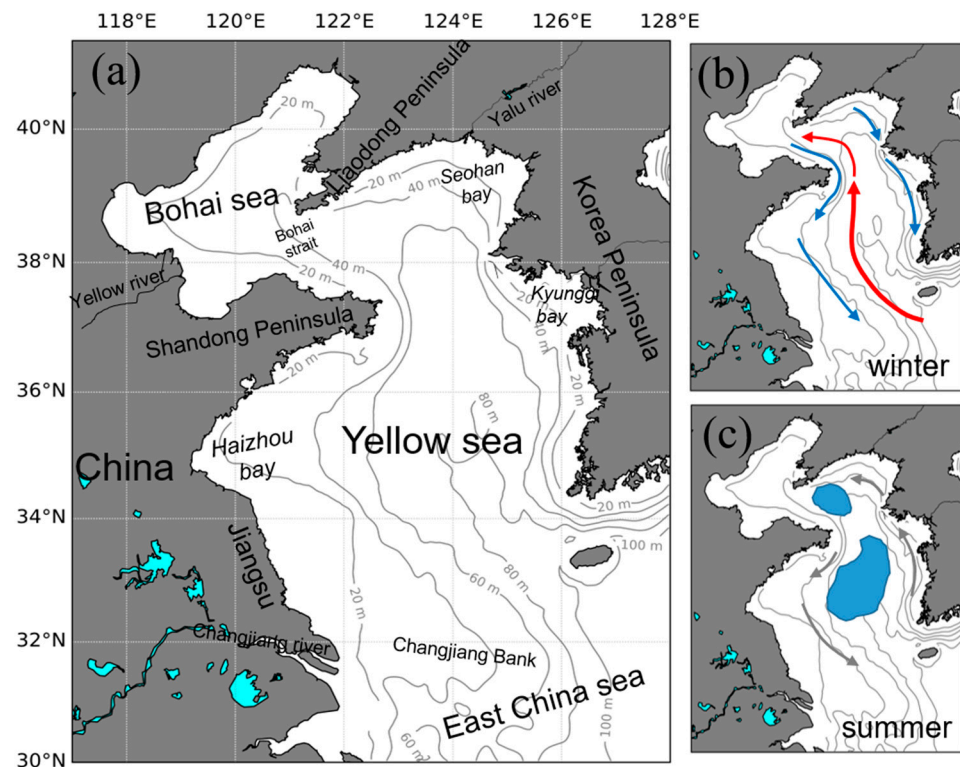 118°E 120°E 122°E 124°E 126°E 128°E
40°N
38°N
36°N
34°N
32°N
30°N
(a)
20 m
Liaodong Peninsula
Yalu river
20 m
40 m
Seohan
bay
Bohai sea
Bohai
strait
40 m
20 m
Korea Peninsula
Yellow river
20 m
Kyunggi
bay
40 m
Shandong Peninsula
20 m
20 m
80 m
Haizhou
bay
Yellow sea
China
20 m
100 m
Jiangsu
20 m
60 m
80 m
Changjiang river
Changjiang Bank
East China sea
60 m
100 m
(b)
winter
(c)
summer